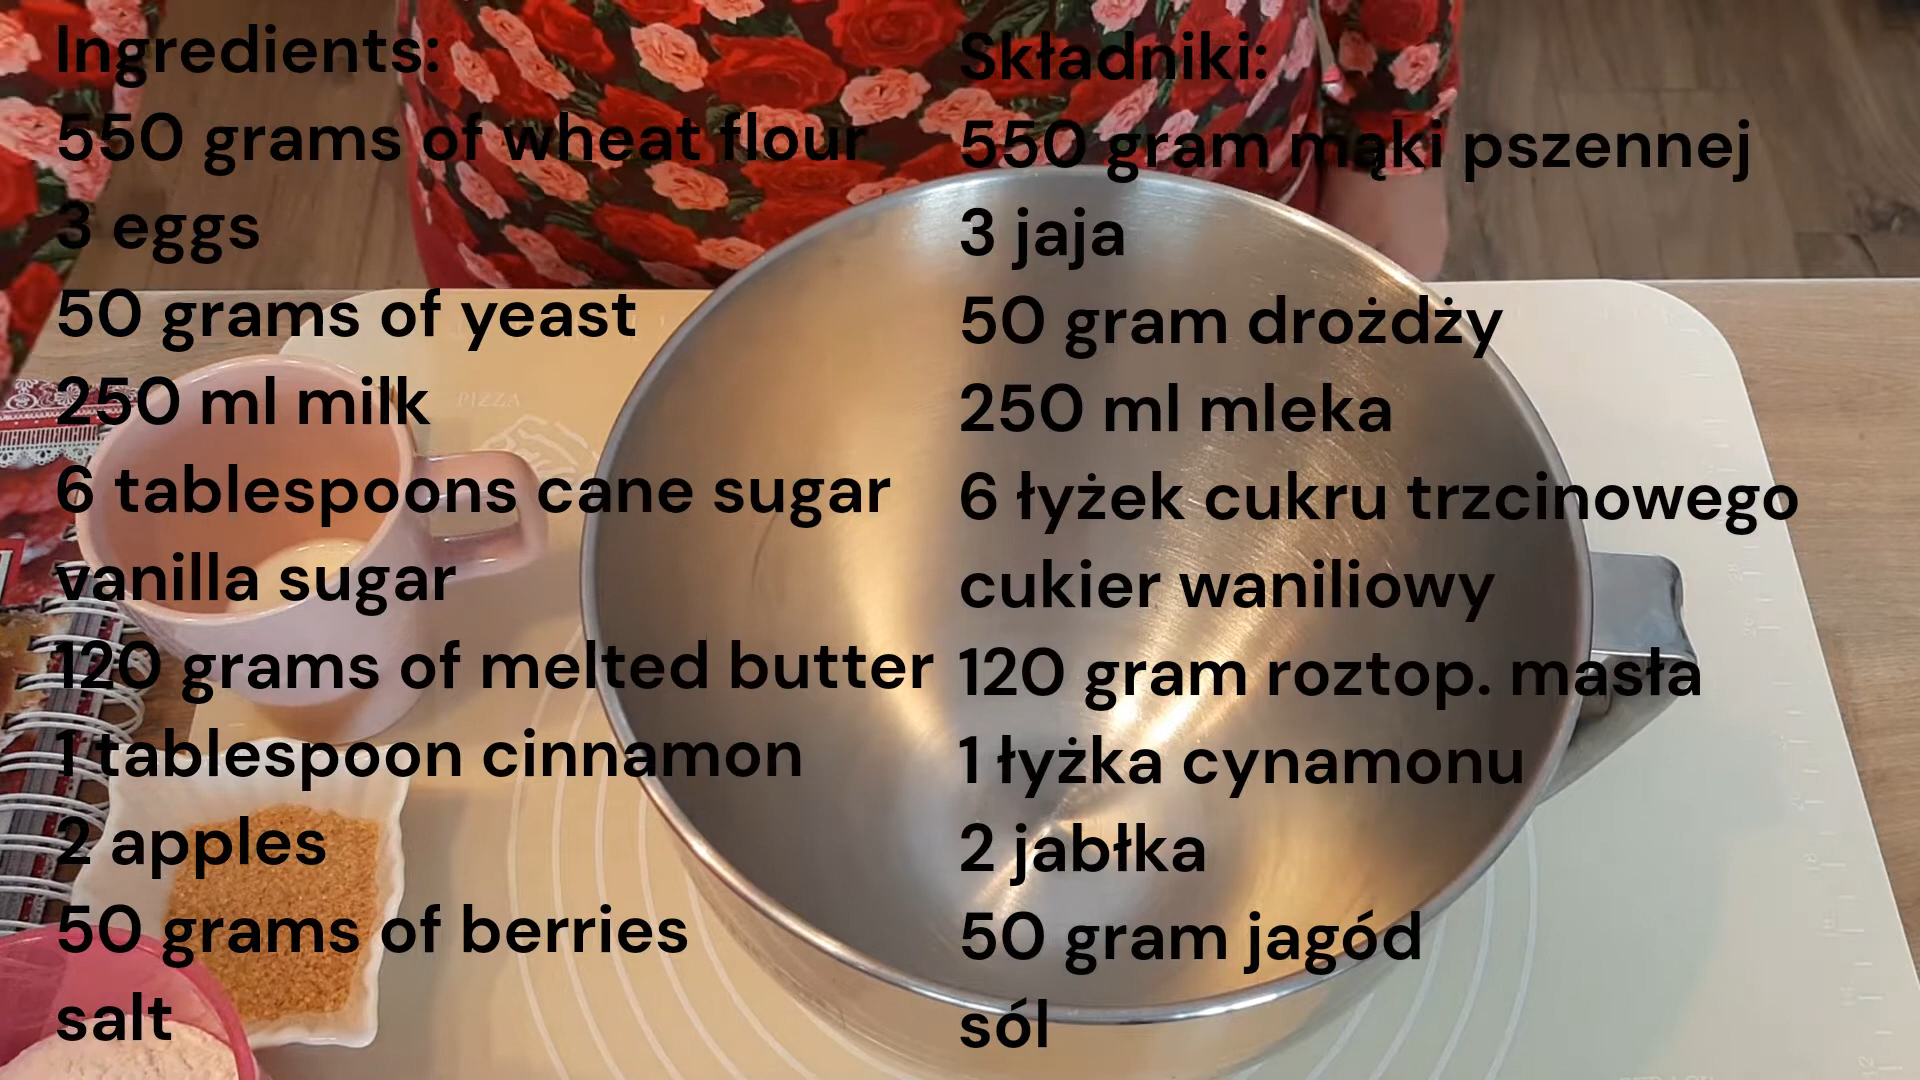 Ingredients:
550 grams of wheat flour
3 eggs
50 grams of yeast
250 ml milk
6 tablespoons cane sugar
vanilla sugar
120 grams of melted butter
1 tablespoon cinnamon
2 apples
50 grams of berries
salt
Składniki:
550 gram mąki pszennej
3 jaja
50 gram drożdży
250 ml mleka
6 łyżek cukru trzcinowego
cukier waniliowy
120 gram roztop. masła
1 łyżka cynamonu
2 jabłka
50 gram jagód
sól
PIZZA